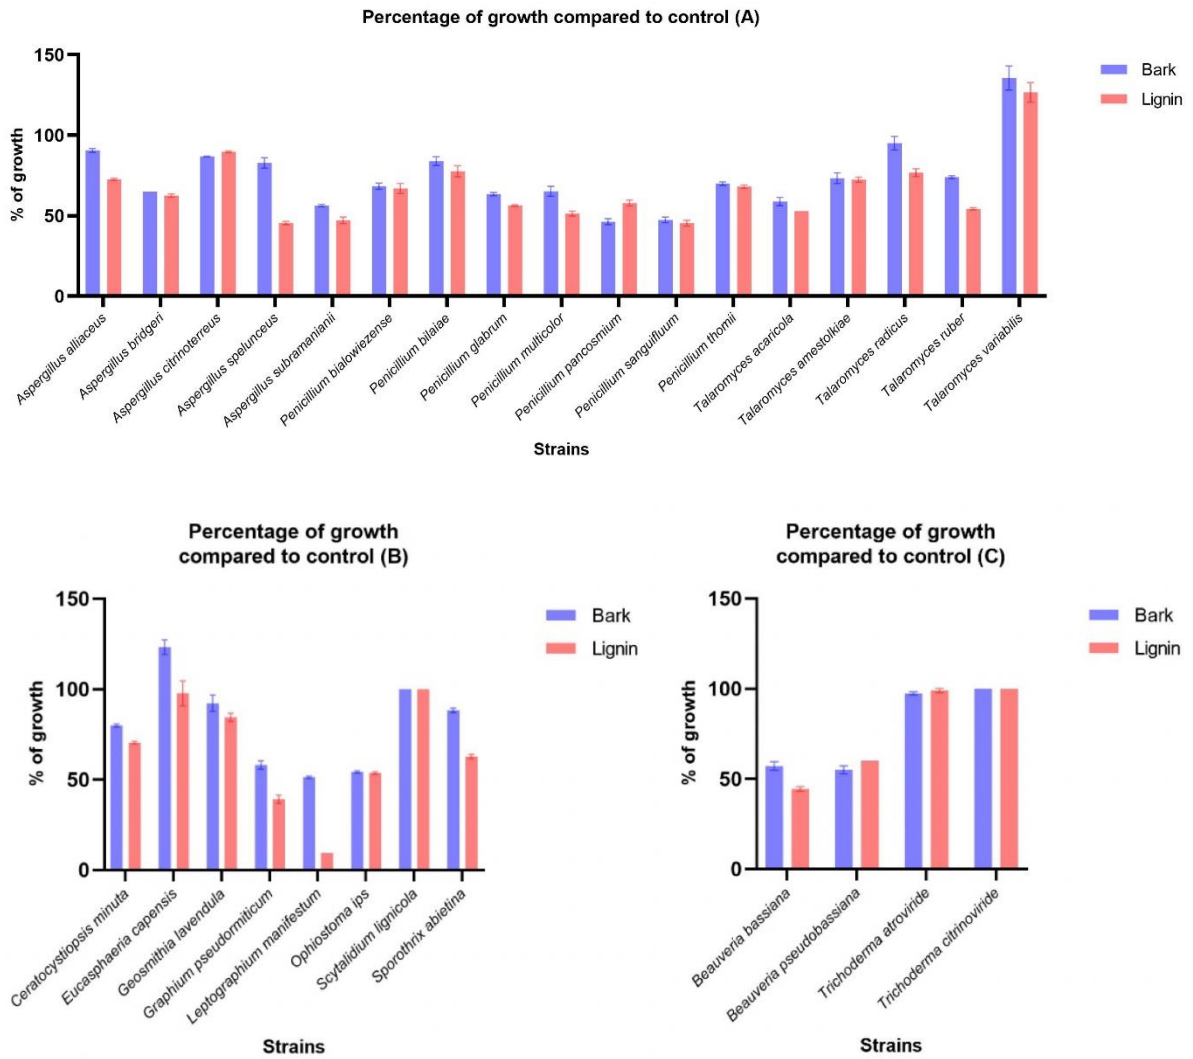 Percentage of growth compared to control (A)
150
100
50
0
% of growth
Bark
Lignin
Aspergillus alliaceus
Aspergillus bridgeri
Aspergillus citrinoterreus
Aspergillus spelunceus
Aspergillus subramanianii
Penicillium bialowiezense
Penicillium bilaiae
Penicillium glabrum
Penicillium multicolor
Penicillium pancosmium
Penicillium sanguifluum
Penicillium thomii
Talaromyces acaricola
Talaromyces amestolkiae
Talaromyces radicus
Talaromyces ruber
Talaromyces variabilis
Strains
Percentage of growth
compared to control (B)
150
100
50
0
% of growth
Bark
Lignin
Ceratocystiopsis minuta
Eucasphaeria capensis
Geosmithia lavendula
Graphium pseudormiticum
Leptographium manifestum
Ophiostoma ips
Scytalidium lignicola
Sporothrix abietina
Strains
Percentage of growth
compared to control (C)
150
100
50
0
% of growth
Bark
Lignin
Beauveria bassiana
Beauveria pseudobassiana
Trichoderma atroviride
Trichoderma citrinoviride
Strains